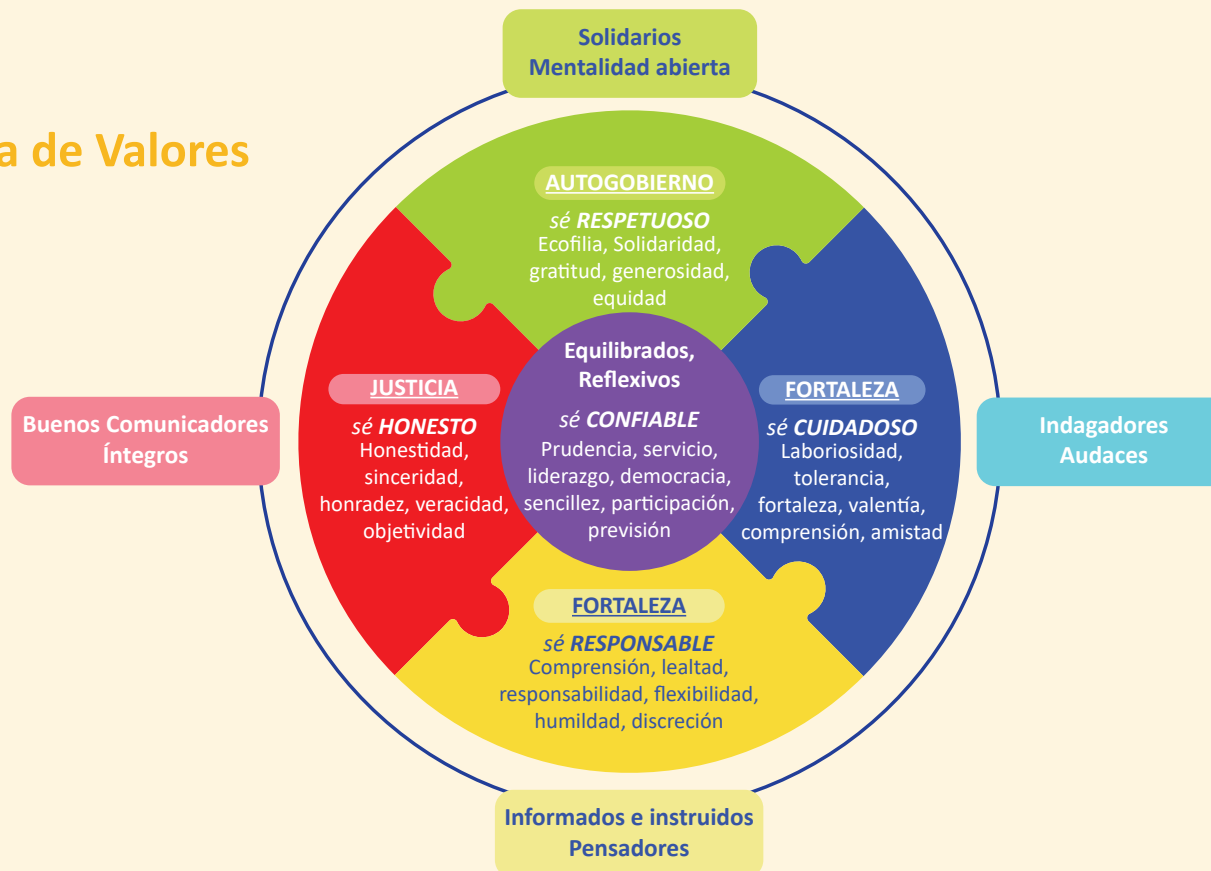 Solidarios
Mentalidad abierta
a de Valores
AUTOGOBIERNO
sé RESPETUOSO
Ecofilia, Solidaridad,
gratitud, generosidad,
equidad
Equilibrados,
Reflexivos
sé CONFIABLE
Prudencia, servicio,
liderazgo, democracia,
sencillez, participación,
previsión
JUSTICIA
sé HONESTO
Honestidad,
sinceridad,
honradez, veracidad,
objetividad
FORTALEZA
sé CUIDADOSO
Laboriosidad,
tolerancia,
fortaleza, valentía,
comprensión, amistad
Buenos Comunicadores
Íntegros
Indagadores
Audaces
FORTALEZA
sé RESPONSABLE
Comprensión, lealtad,
responsabilidad, flexibilidad,
humildad, discreción
Informados e instruidos
Pensadores